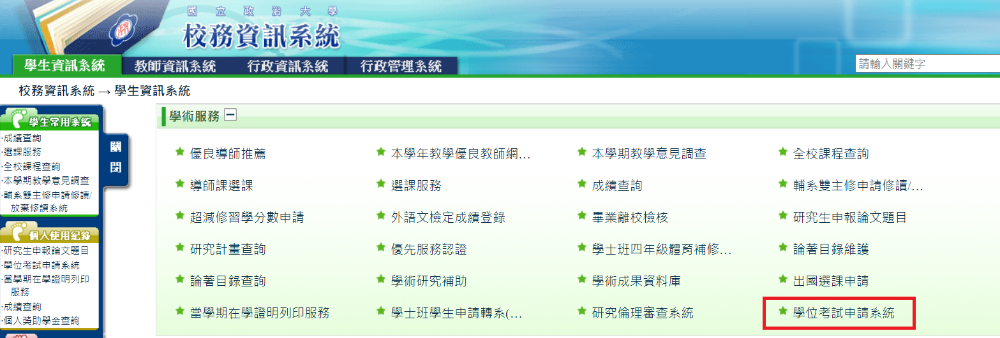 國立政治大學
校務資訊系統
學生資訊系統 教師資訊系統 行政資訊系統 行政管理系統
請輸入關鍵字
校務資訊系統 → 學生資訊系統
學生常用系統
·成績查詢
·選課服務
·全校課程查詢
·本學期教學意見調查
·輔系雙主修申請修讀/
放棄修讀系統
關
閉
個人使用紀錄
·研究生申報論文題目
·學位考試申請系統
·當學期在學證明列印
服務
·成績查詢
·個人獎助學金查詢
學術服務
優良導師推薦 本學年教學優良教師網... 本學期教學意見調查 全校課程查詢
導師課選課 選課服務 成績查詢 輔系雙主修申請修讀/...
超減修習學分數申請 外語文檢定成績登錄 畢業離校檢核 研究生申報論文題目
研究計畫查詢 優先服務認證 學士班四年級體育補修... 論著目錄維護
論著目錄查詢 學術研究補助 學術成果資料庫 出國選課申請
當學期在學證明列印服務 學士班學生申請轉系(... 研究倫理審查系統 學位考試申請系統